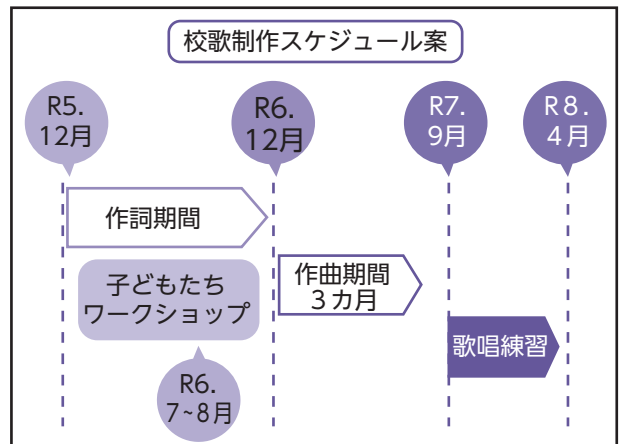 校歌制作スケジュール案
R5.
12月
R6.
12月
R7.
9月
R8.
4月
作詞期間
子どもたち
ワークショップ
作曲期間
3カ月
歌唱練習
R6.
7~8月